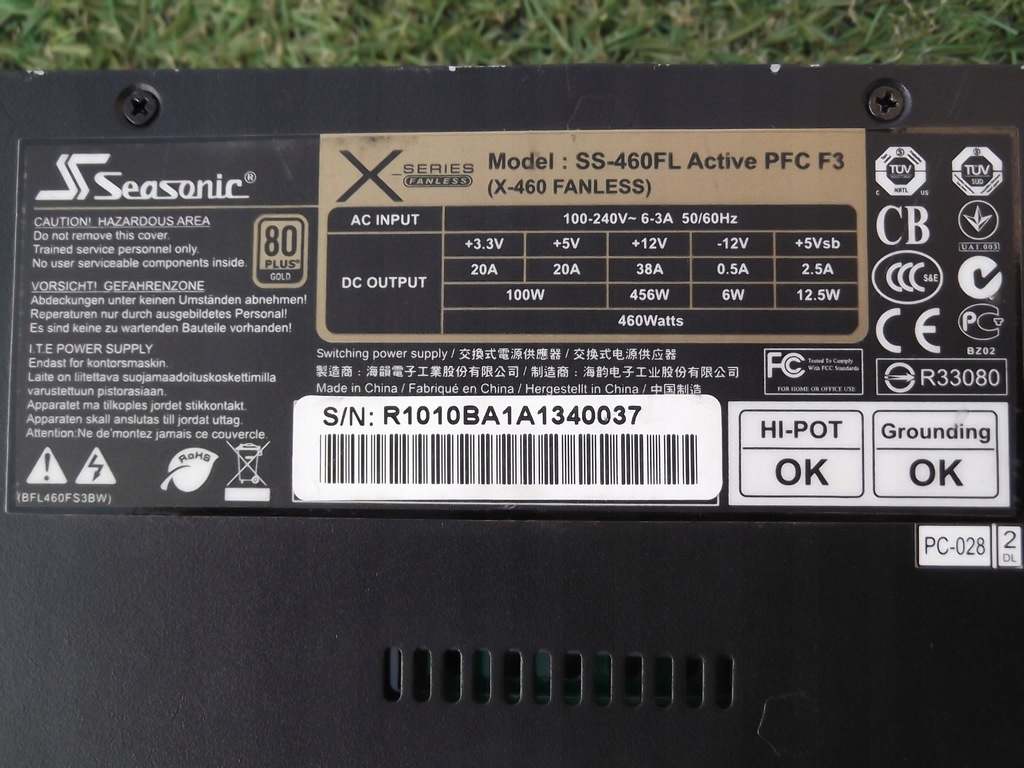 Seasonic®
CAUTION! HAZARDOUS AREA
Do not remove this cover.
Trained service personnel only.
No user serviceable components inside.
80
PLUS®
GOLD
VORSICHT! GEFAHRENZONE
Abdeckungen unter keinen Umständen abnehmen!
Reperaturen nur durch ausgebildetes Personal!
Es sind keine zu wartenden Bauteile vorhanden!
I.T.E POWER SUPPLY
Endast for kontorsmaskin.
Laite on liitettava suojamaadoituskoskettimilla
varustettuun pistorasiaan.
Apparatet ma tilkoples jordet stikkontakt.
Apparaten skall anslutas till jordat uttag.
Attention:Ne de'montez jamais ce couvercle.
RoHS
(BFL460FS3BW)
X-SERIES
FANLESS
Model : SS-460FL Active PFC F3
(X-460 FANLESS)
AC INPUT 100-240V~ 6-3A 50/60Hz
DC OUTPUT
+3.3V +5V +12V -12V +5Vsb
20A 20A 38A 0.5A 2.5A
100W 456W 6W 12.5W
460Watts
Switching power supply / 交換式電源供應器 / 交换式电源供应器
製造商：海韻電子工業股份有限公司 / 制造商：海韵电子工业股份有限公司
Made in China / Fabriqué en China / Hergestellt in China / 中国制造
S/N: R1010BA1A1340037
TUV
C NRTL US
TUV
SUD
CB
UA1.003
CCC S&E
CE
BZ02
FC Tested To Comply
With FCC Standards
FOR HOME OR OFFICE USE
R33080
HI-POT
OK
Grounding
OK
PC-028
2
DL